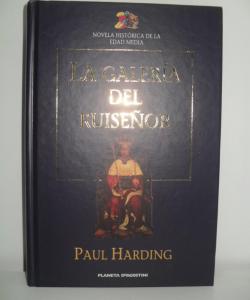 NOVELA HISTÓRICA DE LA
EDAD MEDIA
LA GALERÍA
DEL
RUISEÑOR
PAUL HARDING
PLANETA DEAGOSTINI